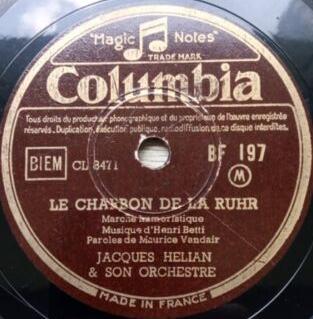 "Magic Notes"
TRADE MARK
Columbia
Tous droits du producteur phonographique et du propriétaire de l'œuvre enregistrée
réservés. Duplication, exécution publique, radiodiffusion de ce disque interdites.
BIEM CL 8471 BF 197
M
LE CHARBON DE LA RUHR
Marche humoristique
Musique d'Henri Betti
Paroles de Maurice Vandair
JACQUES HELIAN
& SON ORCHESTRE
MADE IN FRANCE